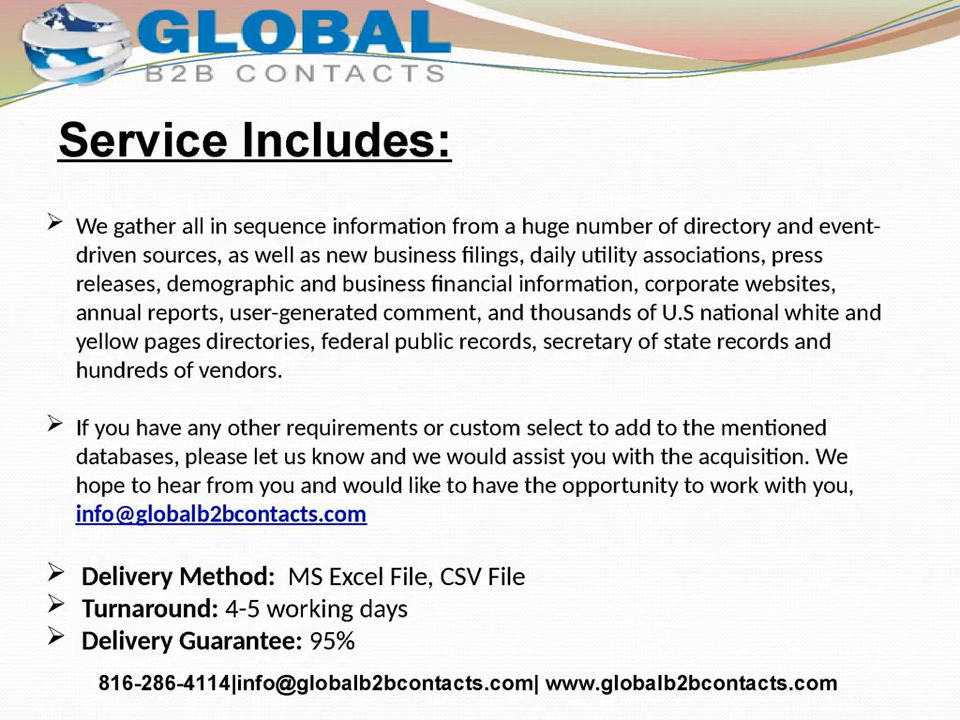 GLOBAL
B2B CONTACTS
Service Includes:
➢ We gather all in sequence information from a huge number of directory and event-
driven sources, as well as new business filings, daily utility associations, press
releases, demographic and business financial information, corporate websites,
annual reports, user-generated comment, and thousands of U.S national white and
yellow pages directories, federal public records, secretary of state records and
hundreds of vendors.
➢ If you have any other requirements or custom select to add to the mentioned
databases, please let us know and we would assist you with the acquisition. We
hope to hear from you and would like to have the opportunity to work with you,
info@globalb2bcontacts.com
➢ Delivery Method: MS Excel File, CSV File
➢ Turnaround: 4-5 working days
➢ Delivery Guarantee: 95%
816-286-4114|info@globalb2bcontacts.com| www.globalb2bcontacts.com